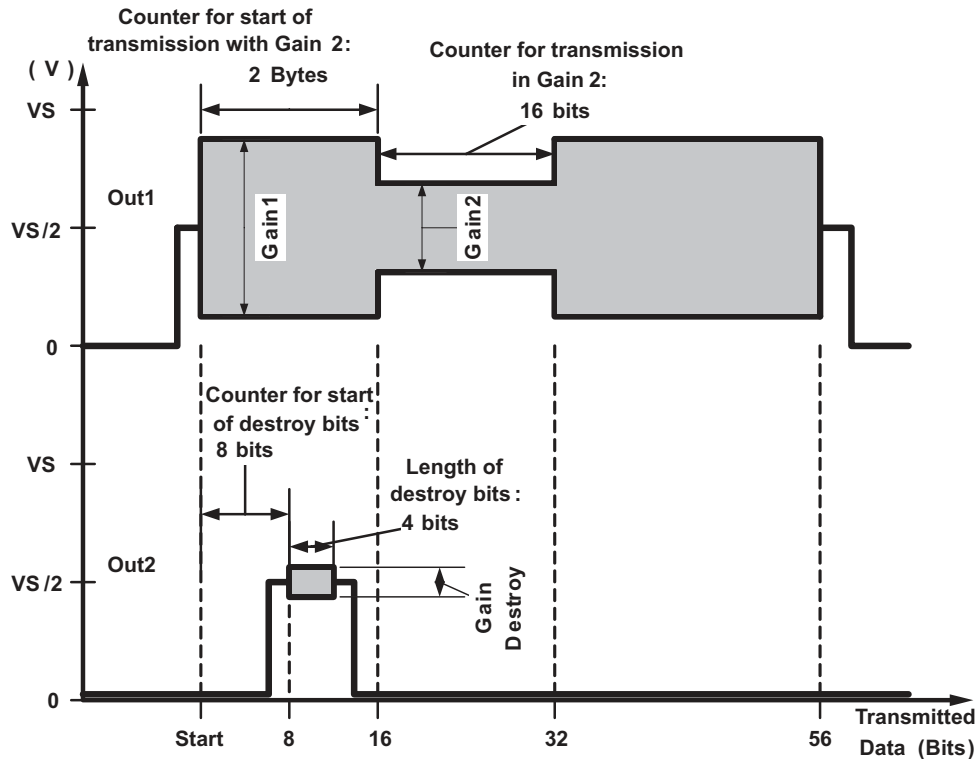 Counter for start of
transmission with Gain 2:
2 Bytes
Counter for transmission
in Gain 2:
16 bits
( V )
VS
Out1
VS/2
Gain1
Gain2
0
Counter for start
of destroy bits:
8 bits
VS
Length of
destroy bits:
4 bits
Out2
VS/2
Gain
Destroy
0
Start
8
16
32
56
Transmitted
Data (Bits)